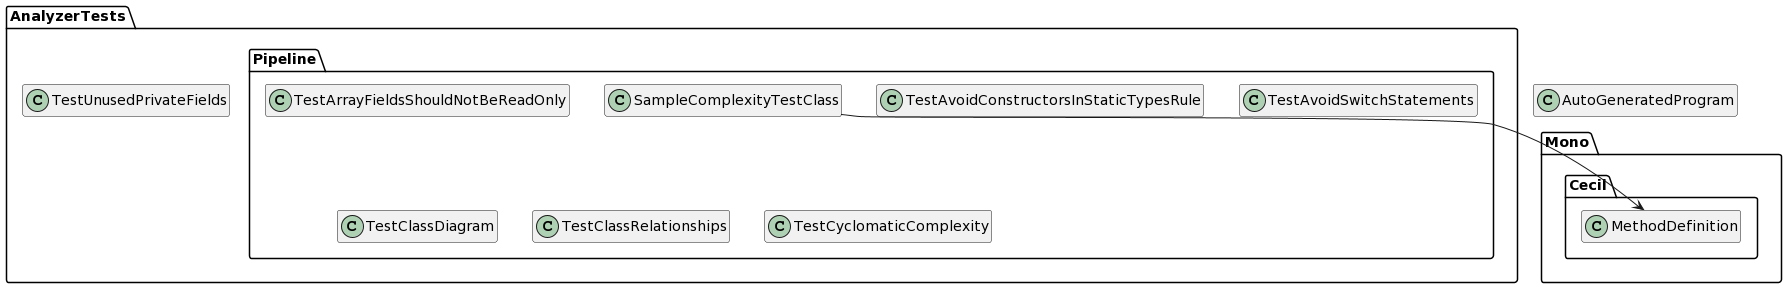 AnalyzerTests
Pipeline
C TestUnusedPrivateFields
C TestArrayFieldsShouldNotBeReadOnly
C SampleComplexityTestClass
C TestAvoidConstructorsInStaticTypesRule
C TestAvoidSwitchStatements
C AutoGeneratedProgram
Mono
Cecil
C TestClassDiagram
C TestClassRelationships
C TestCyclomaticComplexity
C MethodDefinition